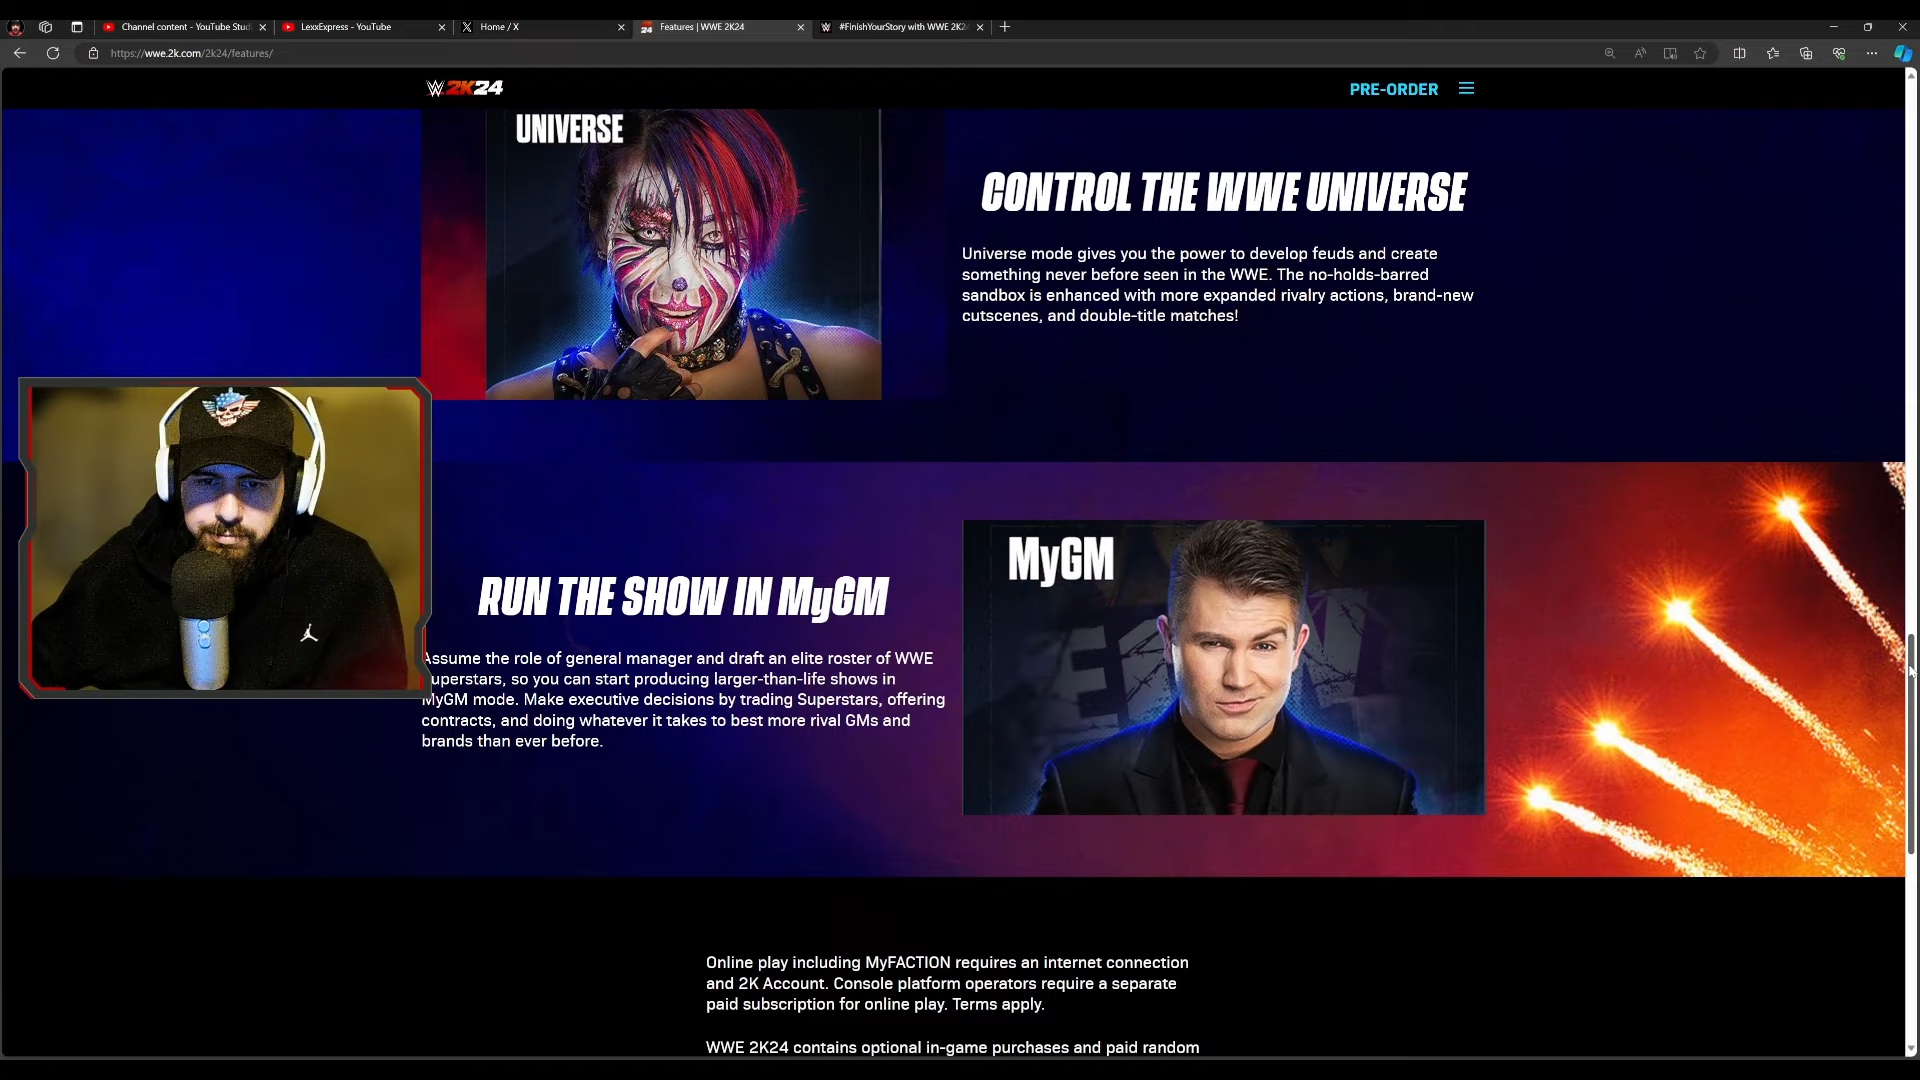 Channel content - YouTube Studi
LexxExpress - YouTube
Home / X
Features | WWE 2K24
#FinishYourStory with WWE 2K24
https://wwe.2k.com/2k24/features/
W 2K24
PRE-ORDER
UNIVERSE
CONTROL THE WWE UNIVERSE
Universe mode gives you the power to develop feuds and create
something never before seen in the WWE. The no-holds-barred
sandbox is enhanced with more expanded rivalry actions, brand-new
cutscenes, and double-title matches!
RUN THE SHOW IN MyGM
Assume the role of general manager and draft an elite roster of WWE
uperstars, so you can start producing larger-than-life shows in
MyGM mode. Make executive decisions by trading Superstars, offering
contracts, and doing whatever it takes to best more rival GMs and
brands than ever before.
MyGM
Online play including MyFACTION requires an internet connection
and 2K Account. Console platform operators require a separate
paid subscription for online play. Terms apply.
WWE 2K24 contains optional in-game purchases and paid random